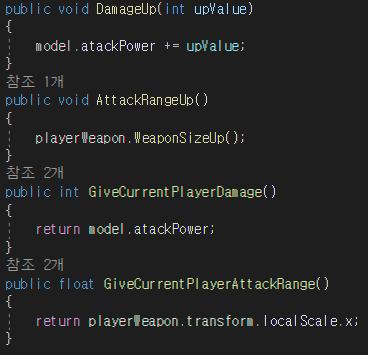 public void DamageUp(int upValue)
{
model.atackPower += upValue;
}
참조 1개
public void AttackRangeUp()
{
playerWeapon.WeaponSizeUp();
}
참조 2개
public int GiveCurrentPlayerDamage()
{
return model.atackPower;
}
참조 2개
public float GiveCurrentPlayerAttackRange()
{
return playerWeapon.transform.localScale.x;
}